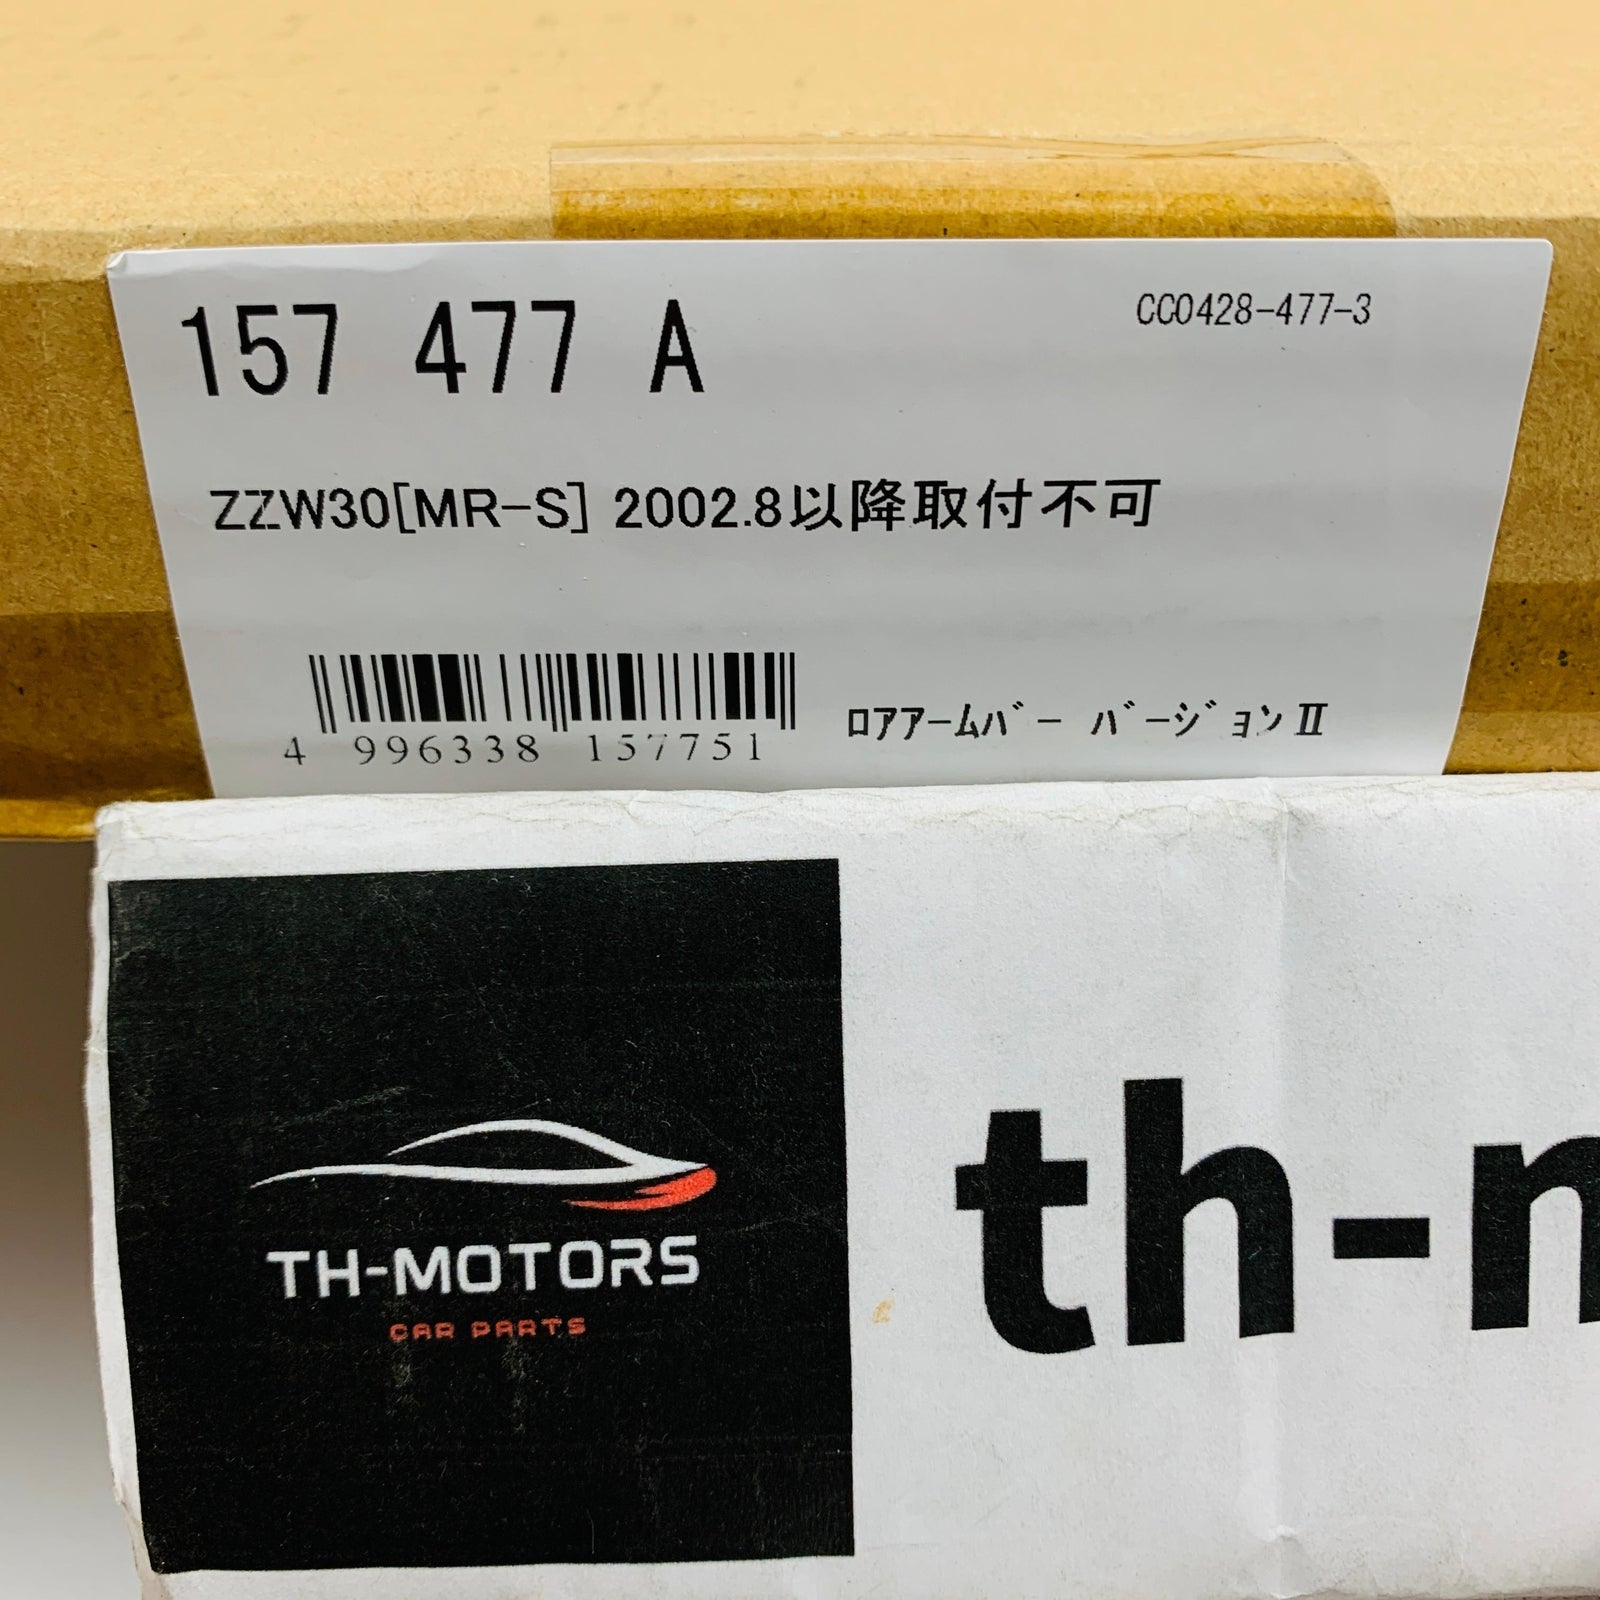 157 477 A
CC0428-477-3
ZZW30[MR-S] 2002.8以降取付不可
4 996338 157751
ﾛｱｱｰﾑﾊﾞｰ ﾊﾞｰｼﾞｮﾝⅡ
TH-MOTORS
CAR PARTS
th-m